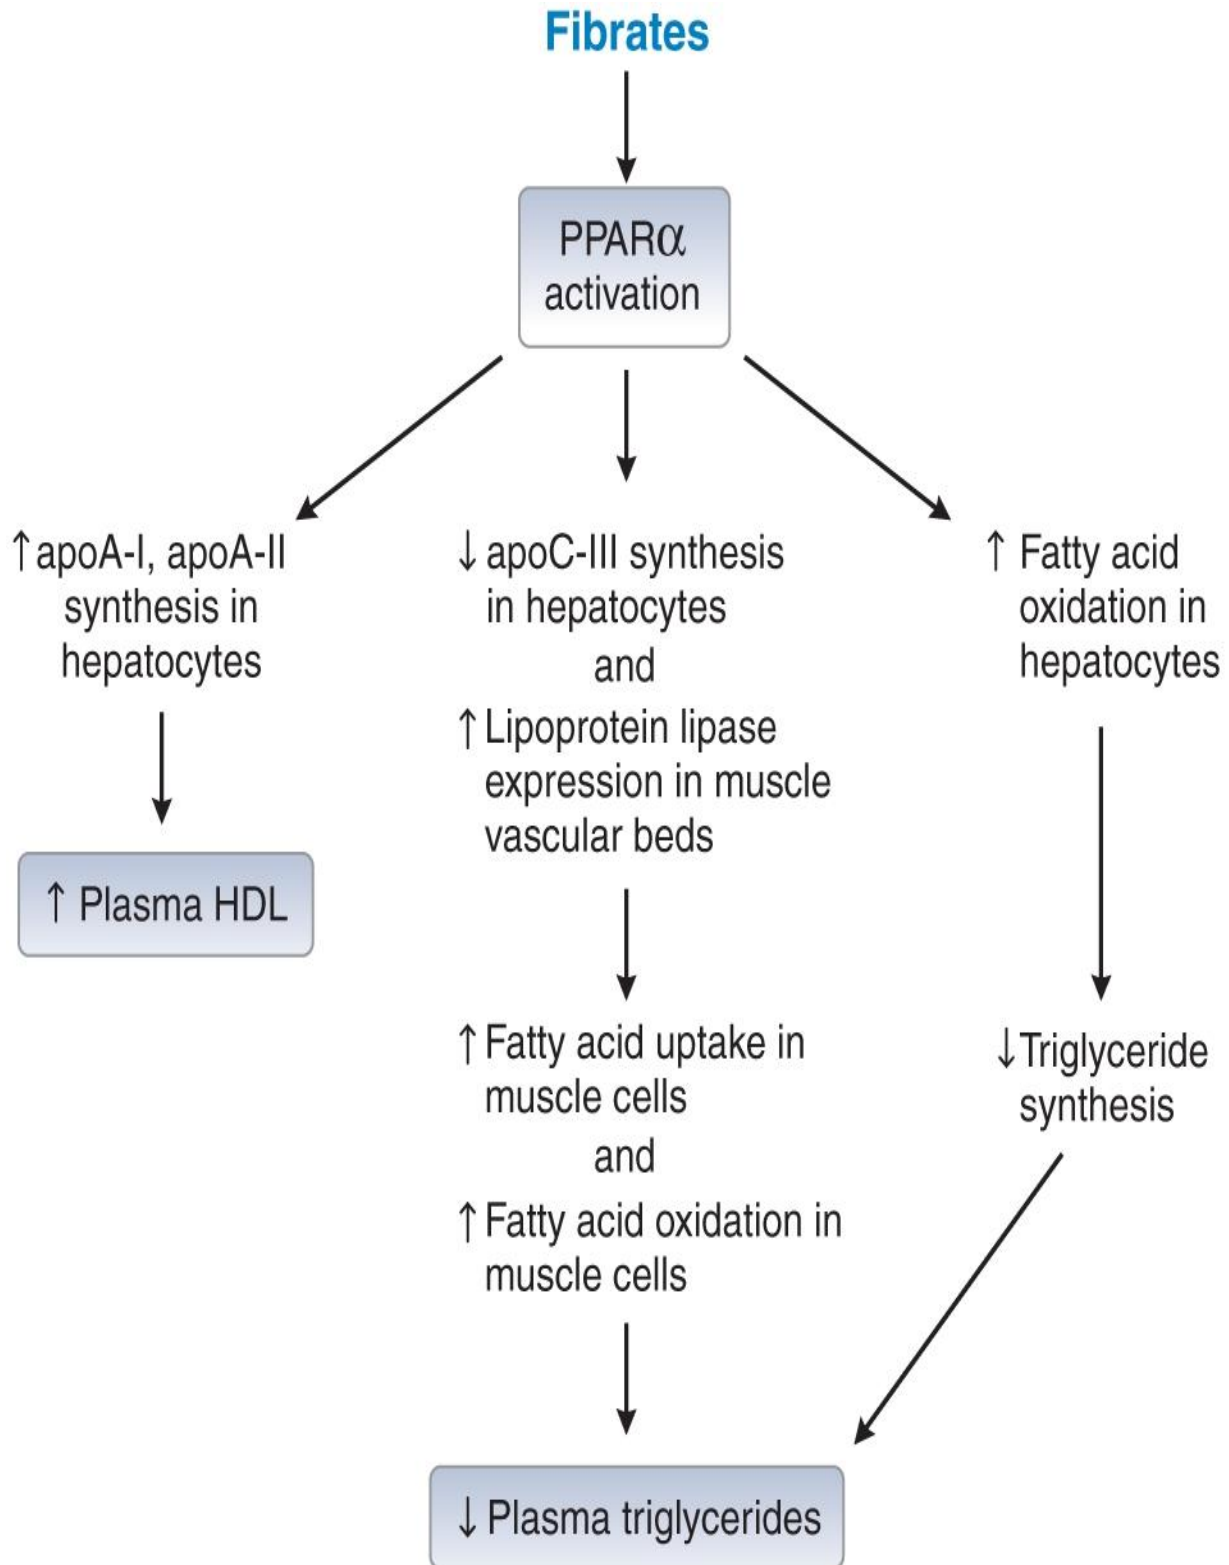 Fibrates
PPARα
activation
↑ apoA-I, apoA-II
synthesis in
hepatocytes
↑ Plasma HDL
↓ apoC-III synthesis
in hepatocytes
and
↑ Lipoprotein lipase
expression in muscle
vascular beds
↑ Fatty acid uptake in
muscle cells
and
↑ Fatty acid oxidation in
muscle cells
↑ Fatty acid
oxidation in
hepatocytes
↓ Triglyceride
synthesis
↓ Plasma triglycerides